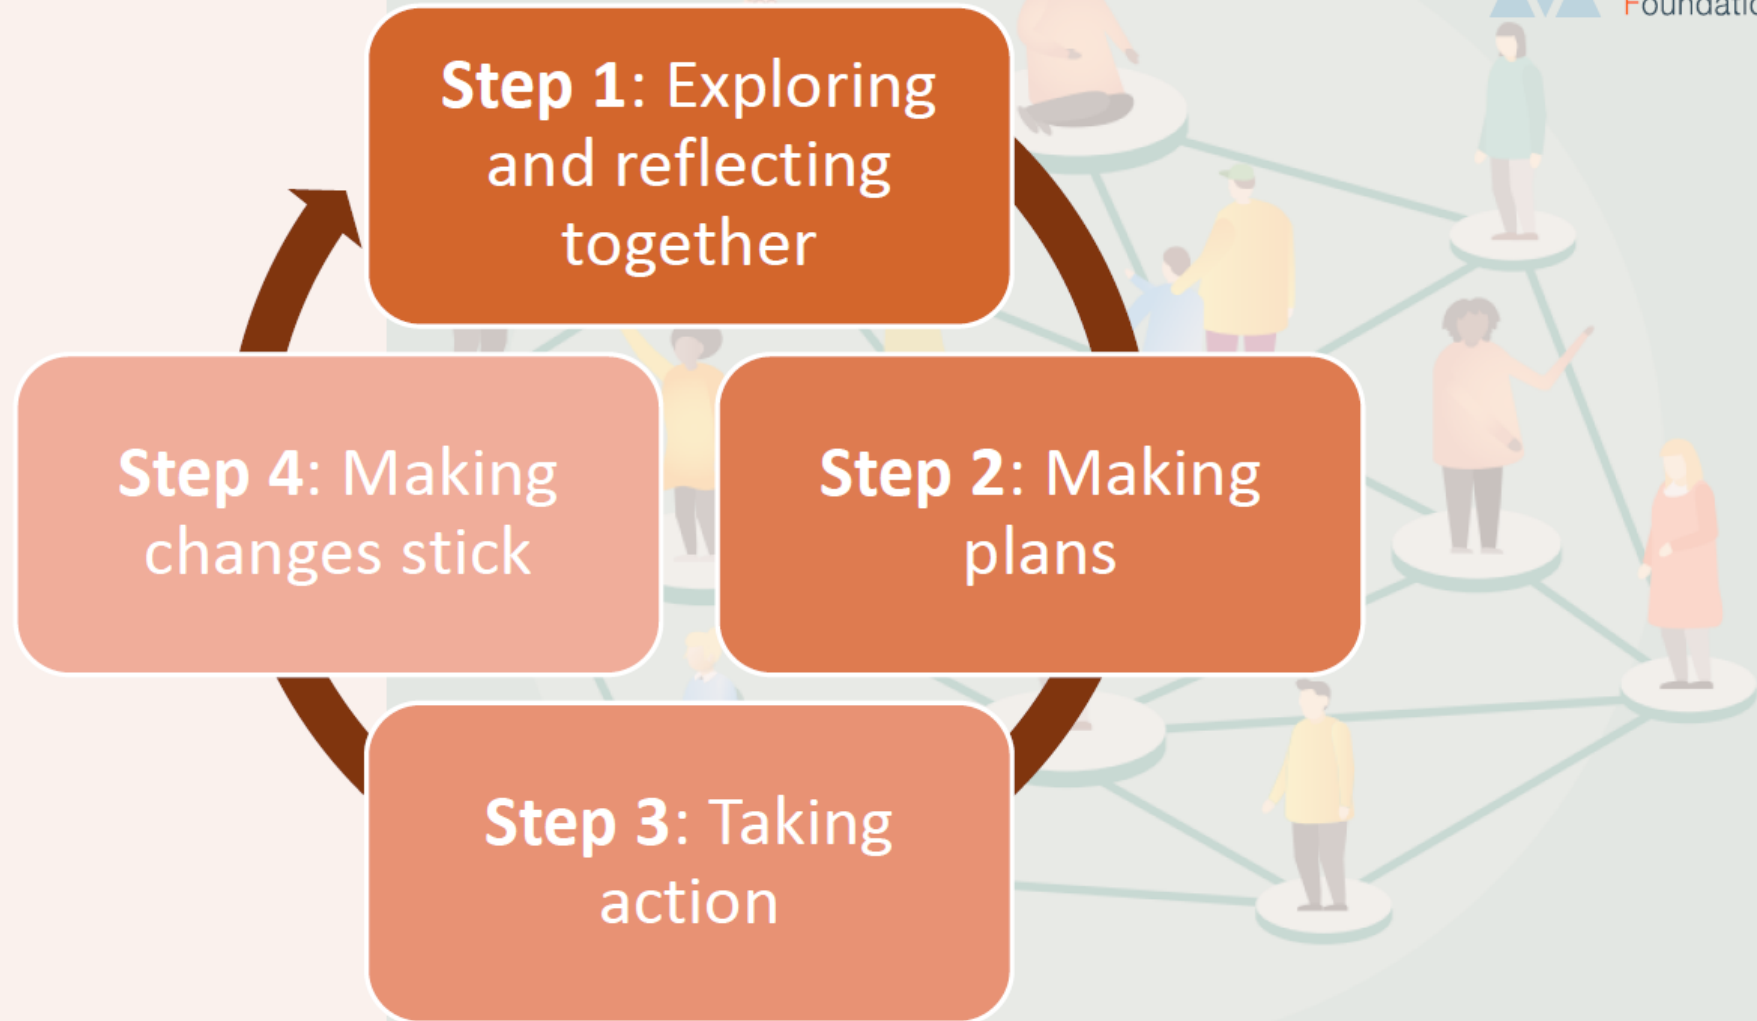 Foundatio
Step 1: Exploring
and reflecting
together
Step 4: Making
changes stick
Step 2: Making
plans
Step 3: Taking
action